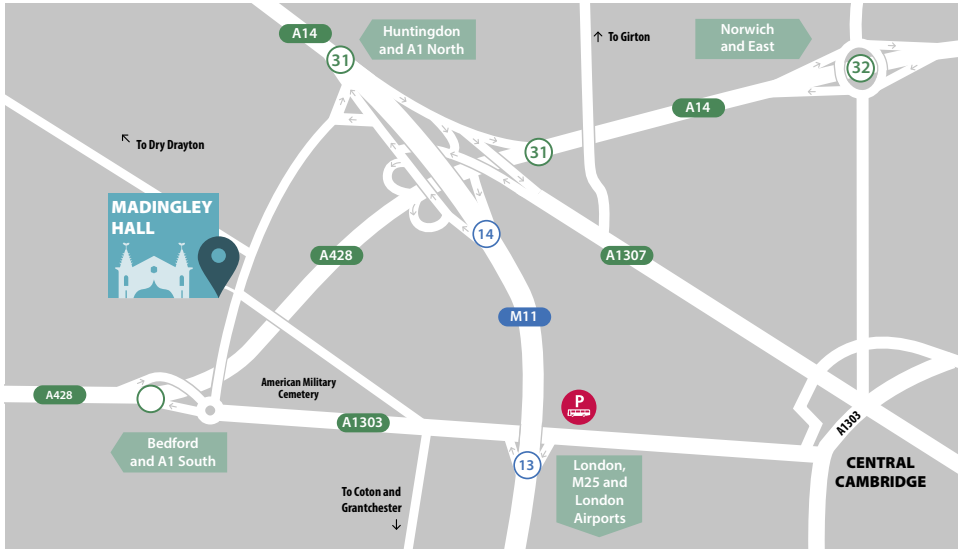 A14
Huntingdon
and A1 North
31
To Girton
Norwich
and East
32
A14
To Dry Drayton
31
MADINGLEY
HALL
14
A428
A1307
M11
A428
American Military
Cemetery
P
A1303
A1303
Bedford
and A1 South
13
London,
M25 and
London
Airports
CENTRAL
CAMBRIDGE
To Coton and
Grantchester